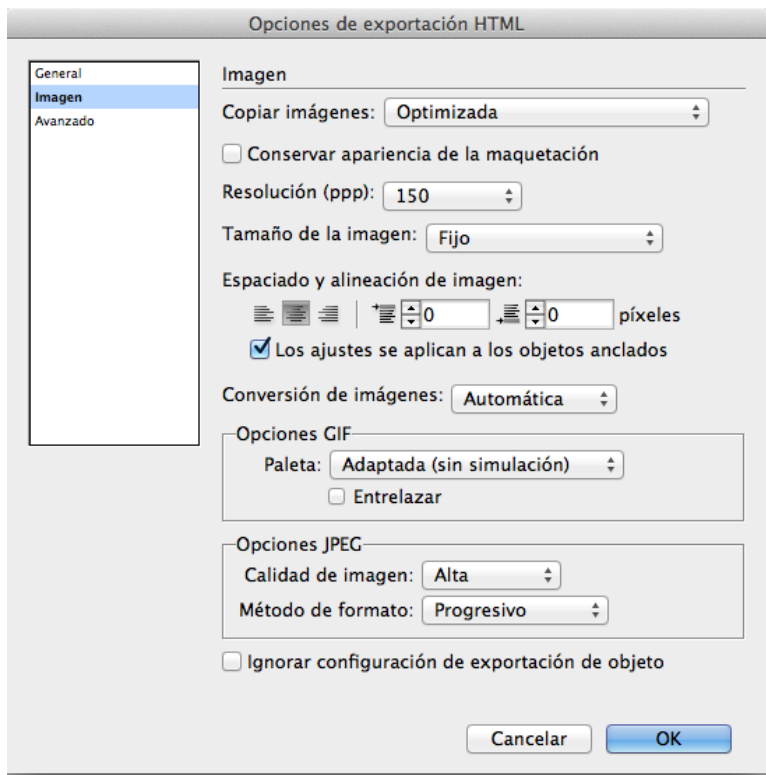 Opciones de exportación HTML
General
Imagen
Avanzado
Imagen
Copiar imágenes: Optimizada
Conservar apariencia de la maquetación
Resolución (ppp): 150
Tamaño de la imagen: Fijo
Espaciado y alineación de imagen:
0 0 píxeles
Los ajustes se aplican a los objetos anclados
Conversión de imágenes: Automática
Opciones GIF
Paleta: Adaptada (sin simulación)
Entrelazar
Opciones JPEG
Calidad de imagen: Alta
Método de formato: Progresivo
Ignorar configuración de exportación de objeto
Cancelar OK